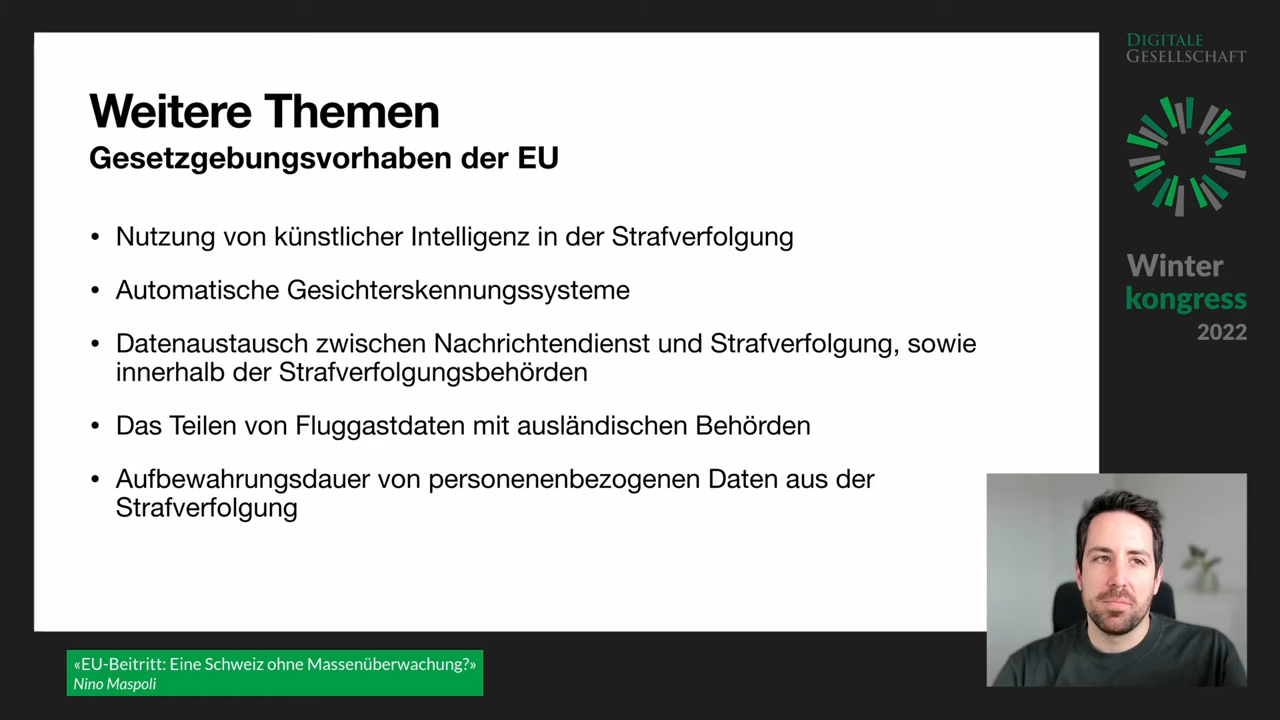 Weitere Themen
Gesetzgebungsvorhaben der EU
• Nutzung von künstlicher Intelligenz in der Strafverfolgung
• Automatische Gesichterskennungssysteme
• Datenaustausch zwischen Nachrichtendienst und Strafverfolgung, sowie
innerhalb der Strafverfolgungsbehörden
• Das Teilen von Fluggastdaten mit ausländischen Behörden
• Aufbewahrungsdauer von personenenbezogenen Daten aus der
Strafverfolgung
DIGITALE
GESELLSCHAFT
Winter
kongress
2022
«EU-Beitritt: Eine Schweiz ohne Massenüberwachung?»
Nino Maspoli